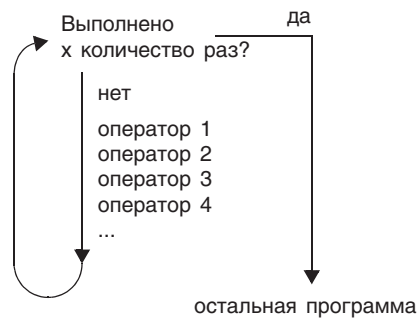 Выполнено
х количество раз?
да
нет
оператор 1
оператор 2
оператор 3
оператор 4
...
остальная программа